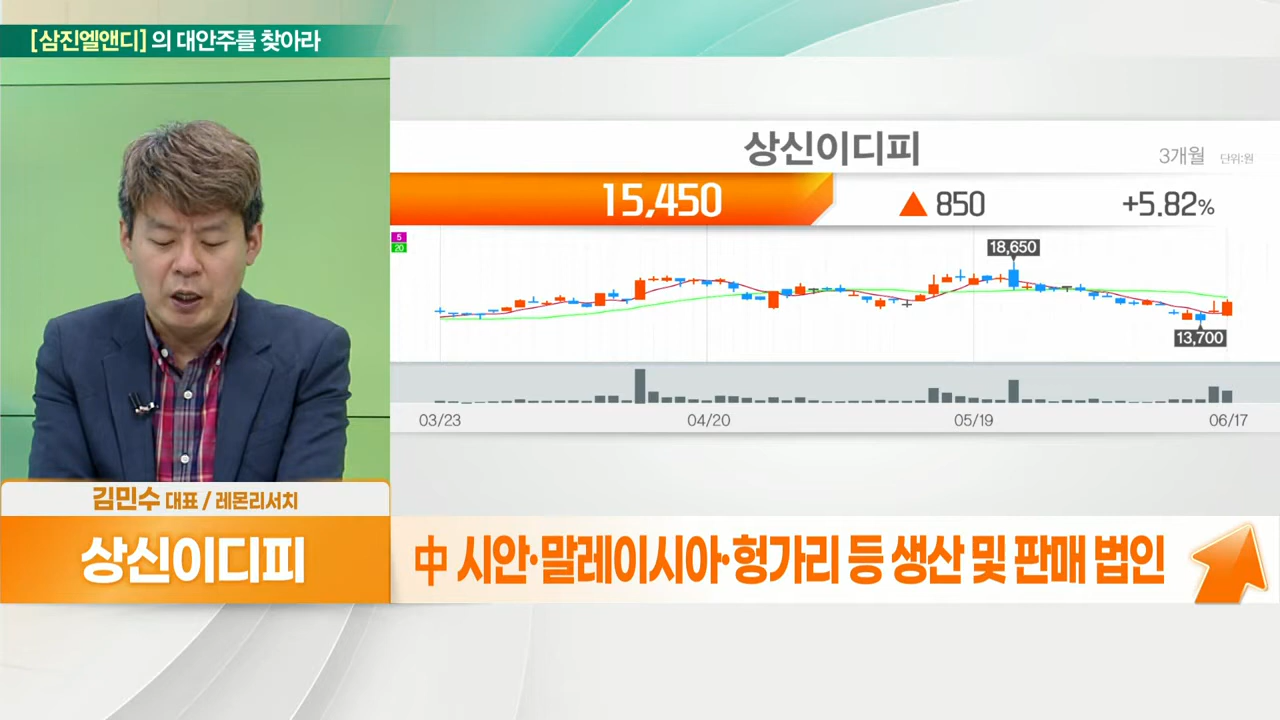 [삼진엘앤디]의 대안주를 찾아라
상신이디피
3개월 단위:원
15,450 ▲ 850 +5.82%
5
20
18,650
13,700
03/23 04/20 05/19 06/17
김민수 대표 / 레몬리서치
상신이디피
中 시안·말레이시아·헝가리 등 생산 및 판매 법인